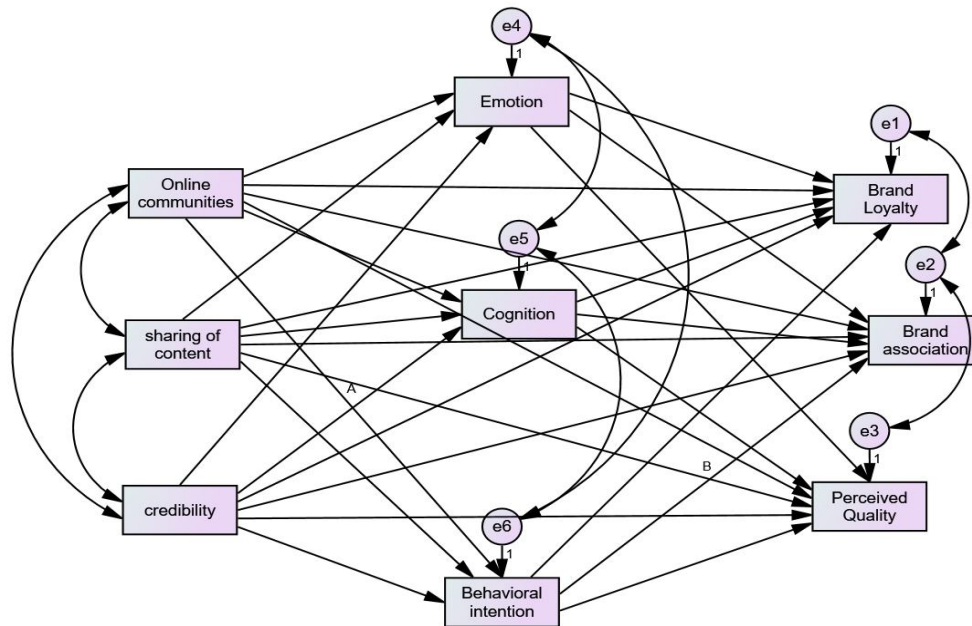 e4
1
Emotion
e1
1
Online
communities
Brand
Loyalty
e5
1
e2
1
Cognition
sharing of
content
Brand
association
A
e3
1
B
credibility
Perceived
Quality
e6
1
Behavioral
intention